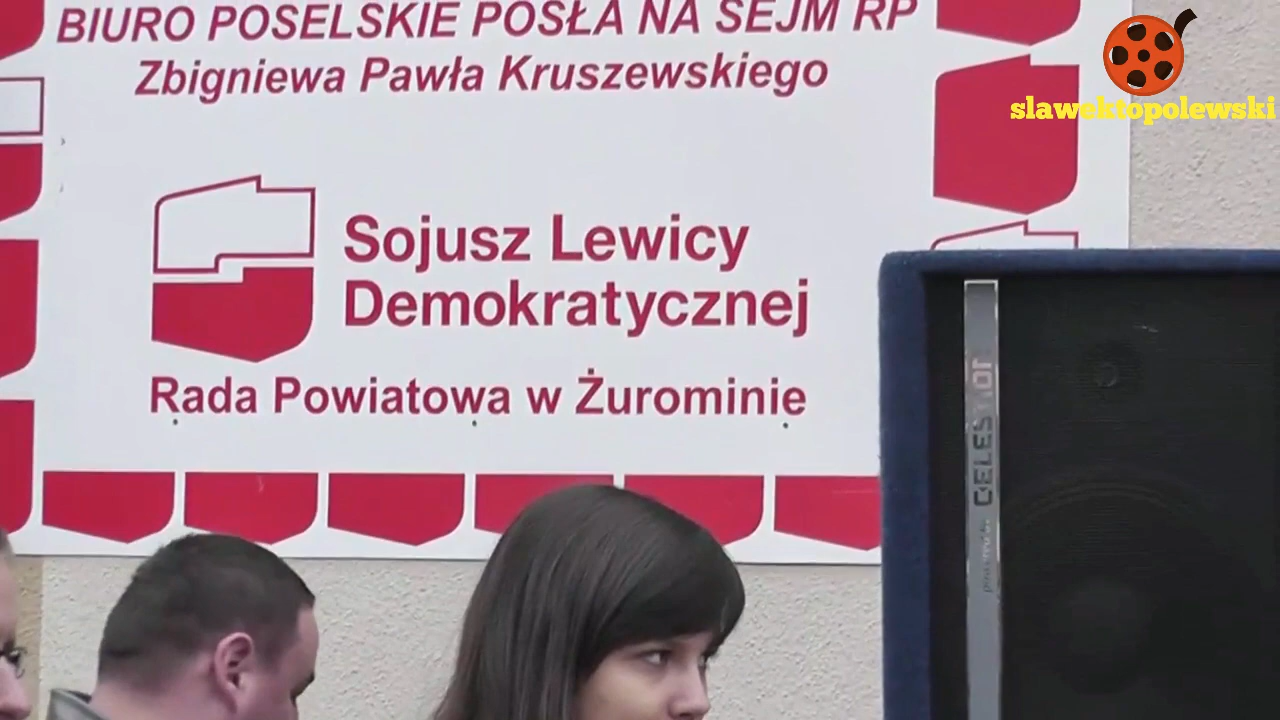 BIURO POSELSKIE POSŁA NA SEJM RP
Zbigniewa Pawła Kruszewskiego
slawektopolewski
Sojusz Lewicy
Demokratycznej
Rada Powiatowa w Żurominie
CELESTION